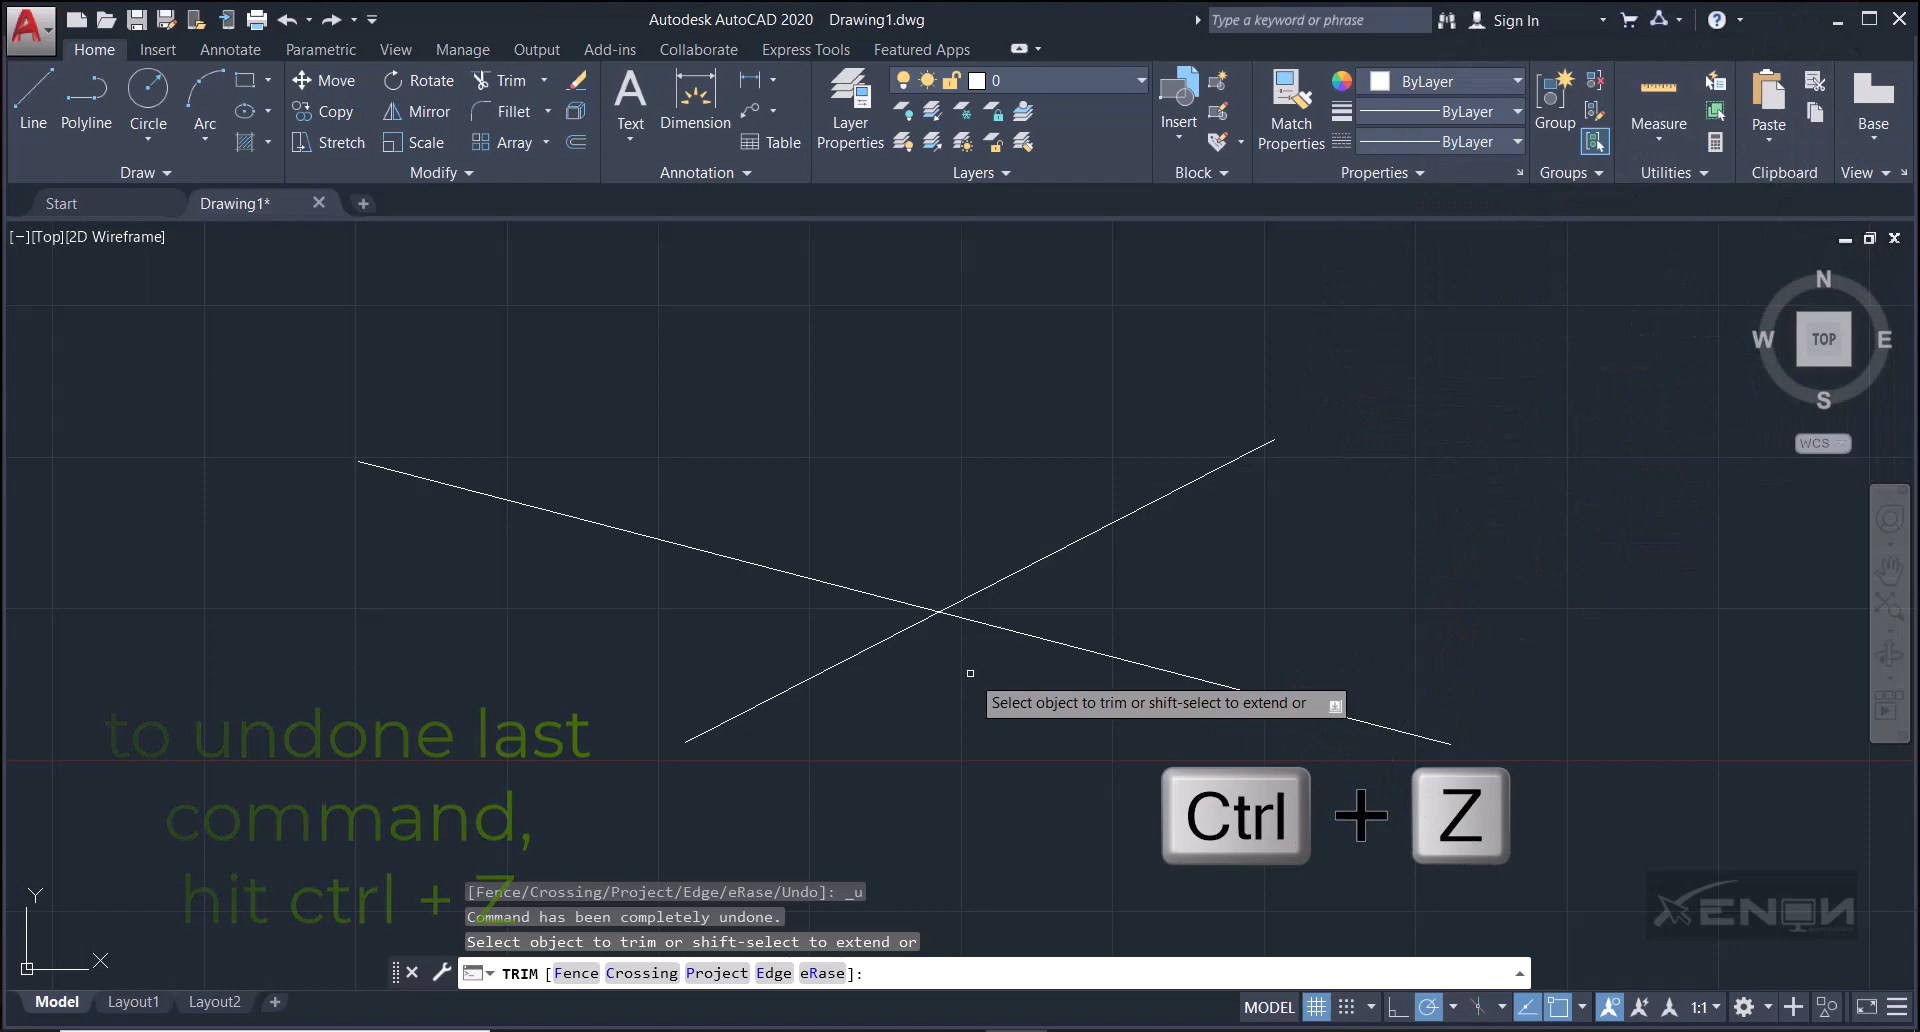 Autodesk AutoCAD 2020 Drawing1.dwg
Type a keyword or phrase
Sign In
Home Insert Annotate Parametric View Manage Output Add-ins Collaborate Express Tools Featured Apps
Line Polyline Circle Arc
Move Rotate Trim
Copy Mirror Fillet
Stretch Scale Array
Text Dimension Table
Layer Properties
0
Insert
Match Properties
ByLayer
ByLayer
ByLayer
Group Measure Paste Base
Draw Modify Annotation Layers Block Properties Groups Utilities Clipboard View
Start Drawing1*
[−][Top][2D Wireframe]
N
W TOP E
S
WCS
Select object to trim or shift-select to extend or
to undone last
command,
hit ctrl + Z
Ctrl + Z
XENON
Y
X
[Fence/Crossing/Project/Edge/eRase/Undo]: _u
Command has been completely undone.
Select object to trim or shift-select to extend or
TRIM [Fence Crossing Project Edge eRase]:
Model Layout1 Layout2
MODEL 1:1